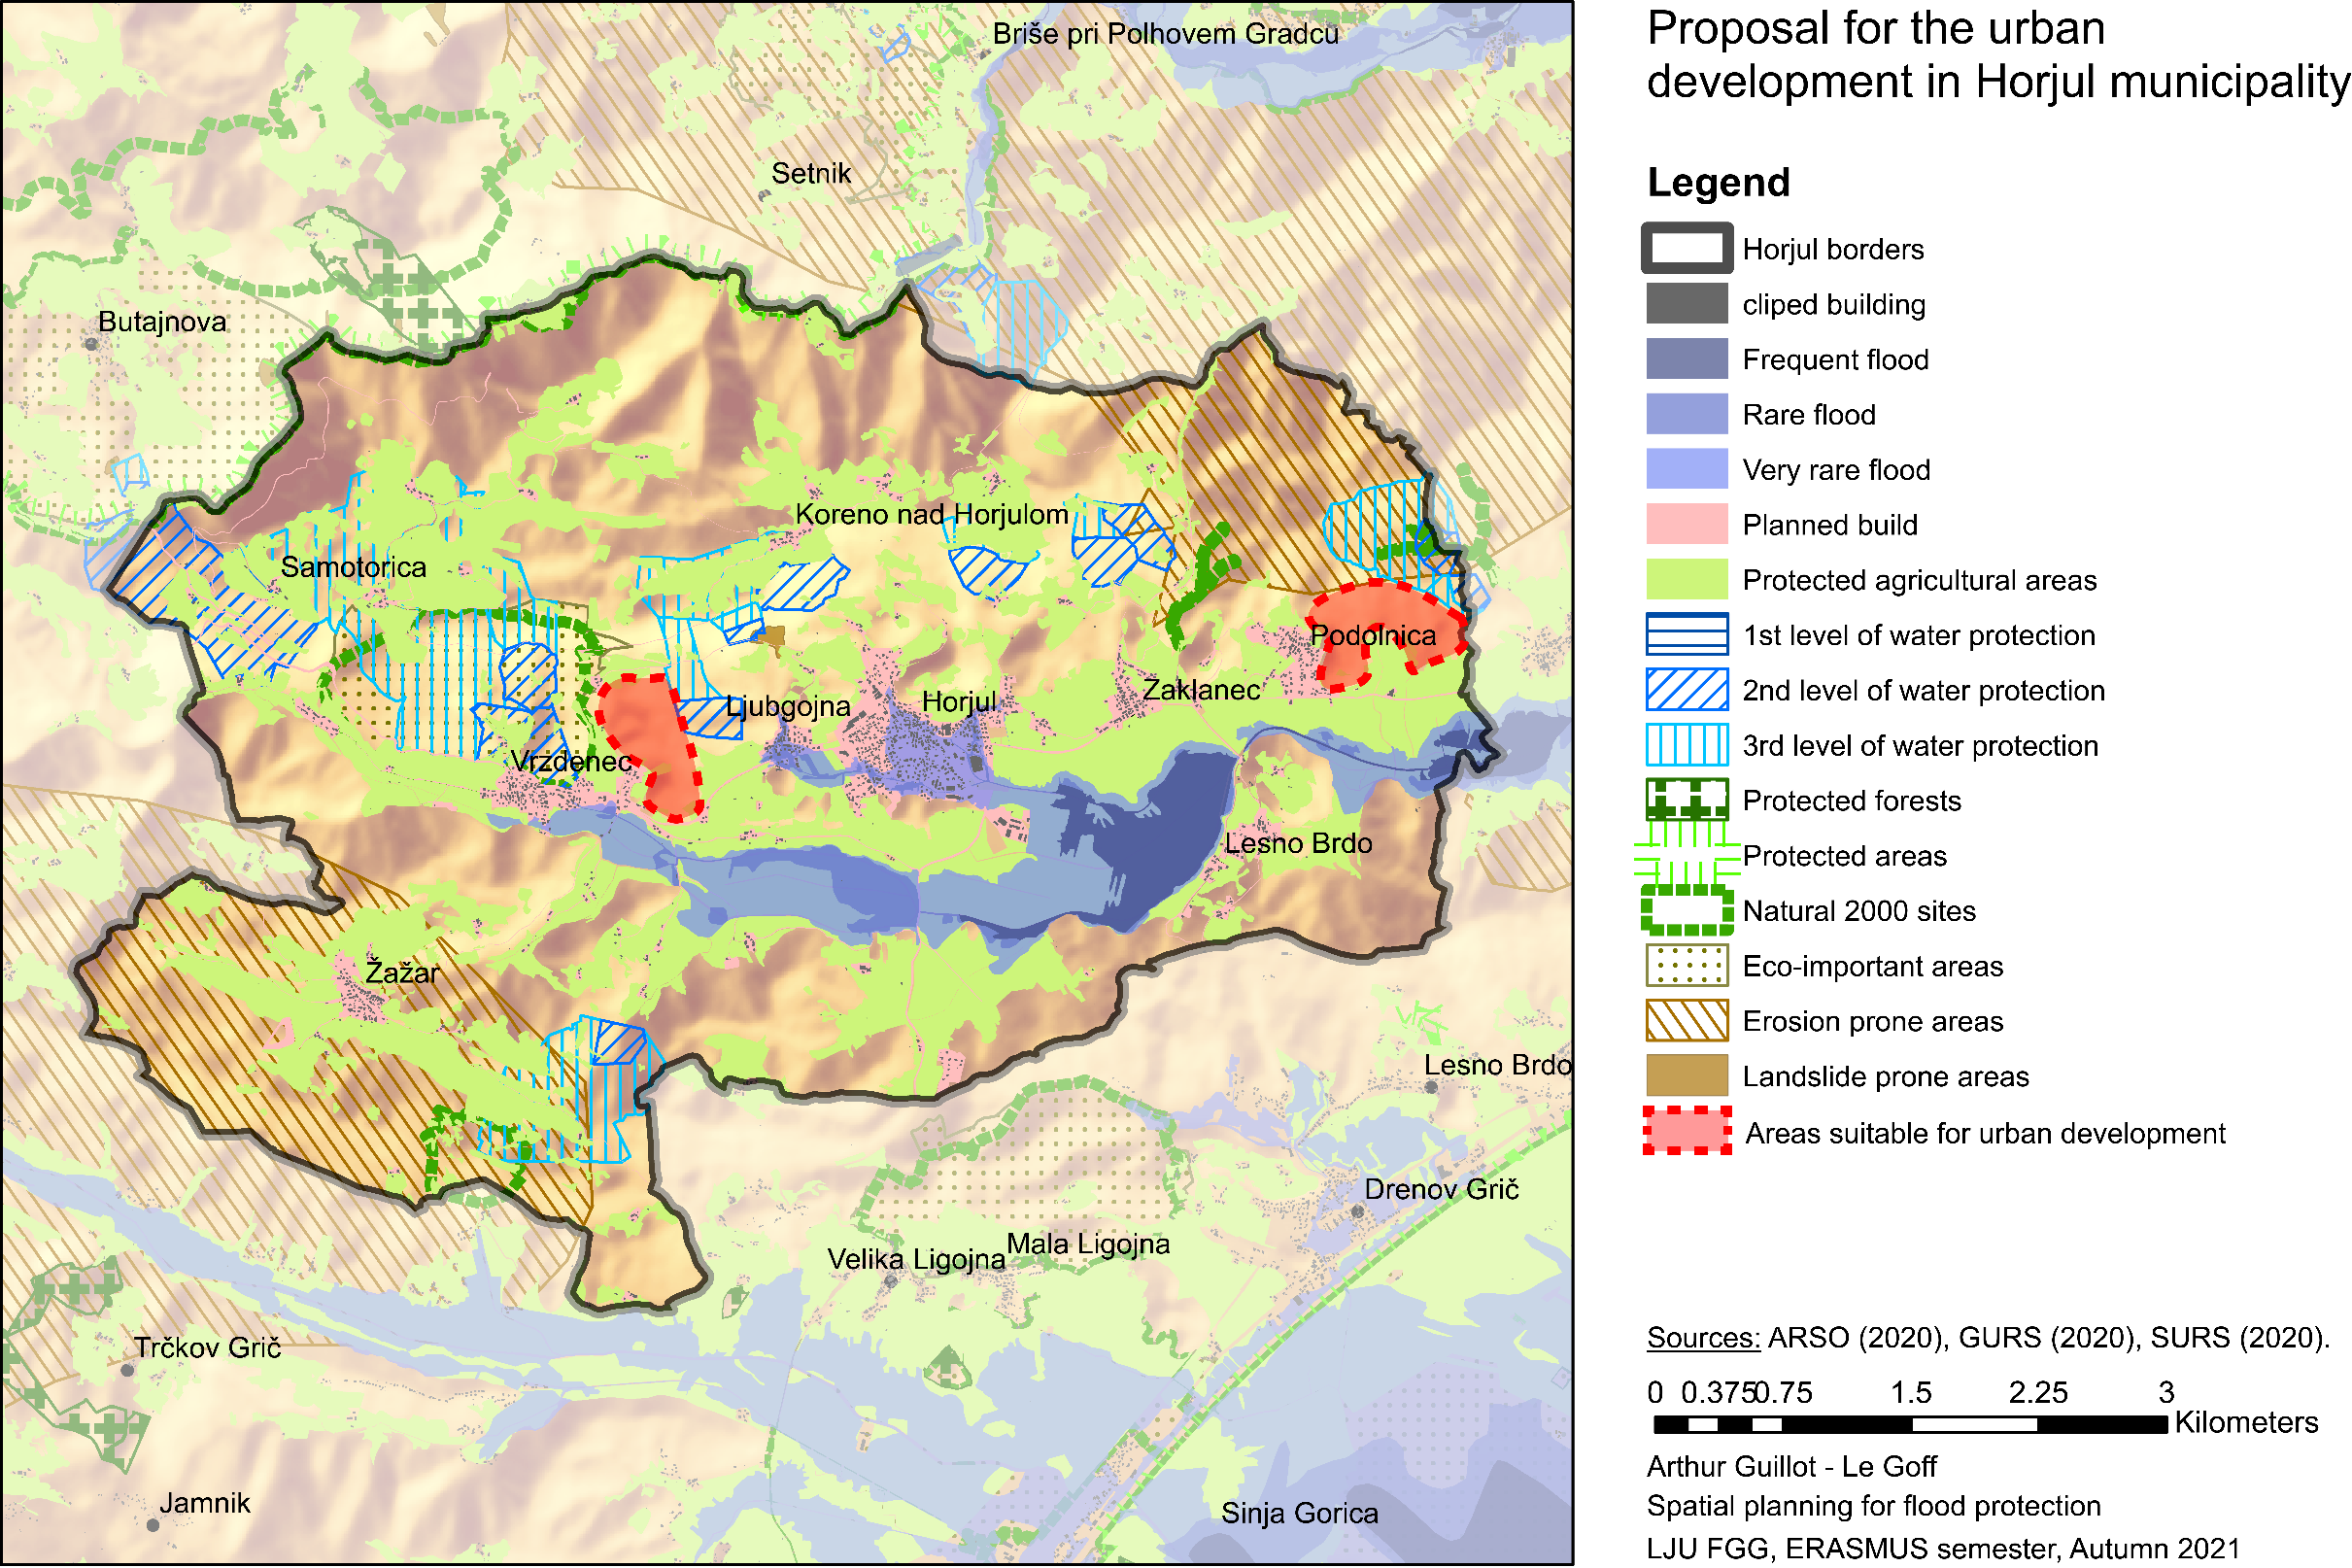 Proposal for the urban
development in Horjul municipality
Legend
Horjul borders
cliped building
Frequent flood
Rare flood
Very rare flood
Planned build
Protected agricultural areas
1st level of water protection
2nd level of water protection
3rd level of water protection
Protected forests
Protected areas
Natural 2000 sites
Eco-important areas
Erosion prone areas
Landslide prone areas
Areas suitable for urban development
Sources: ARSO (2020), GURS (2020), SURS (2020).
0 0.375 0.75 1.5 2.25 3
Kilometers
Arthur Guillot - Le Goff
Spatial planning for flood protection
LJU FGG, ERASMUS semester, Autumn 2021
Briše pri Polhovem Gradcu
Setnik
Butajnova
Koreno nad Horjulom
Samotorica
Podolnica
Zaklanec
Horjul
Ljubgojna
Vrzdenec
Lesno Brdo
Žažar
Lesno Brdo
Drenov Grič
Mala Ligojna
Velika Ligojna
Trčkov Grič
Jamnik
Sinja Gorica